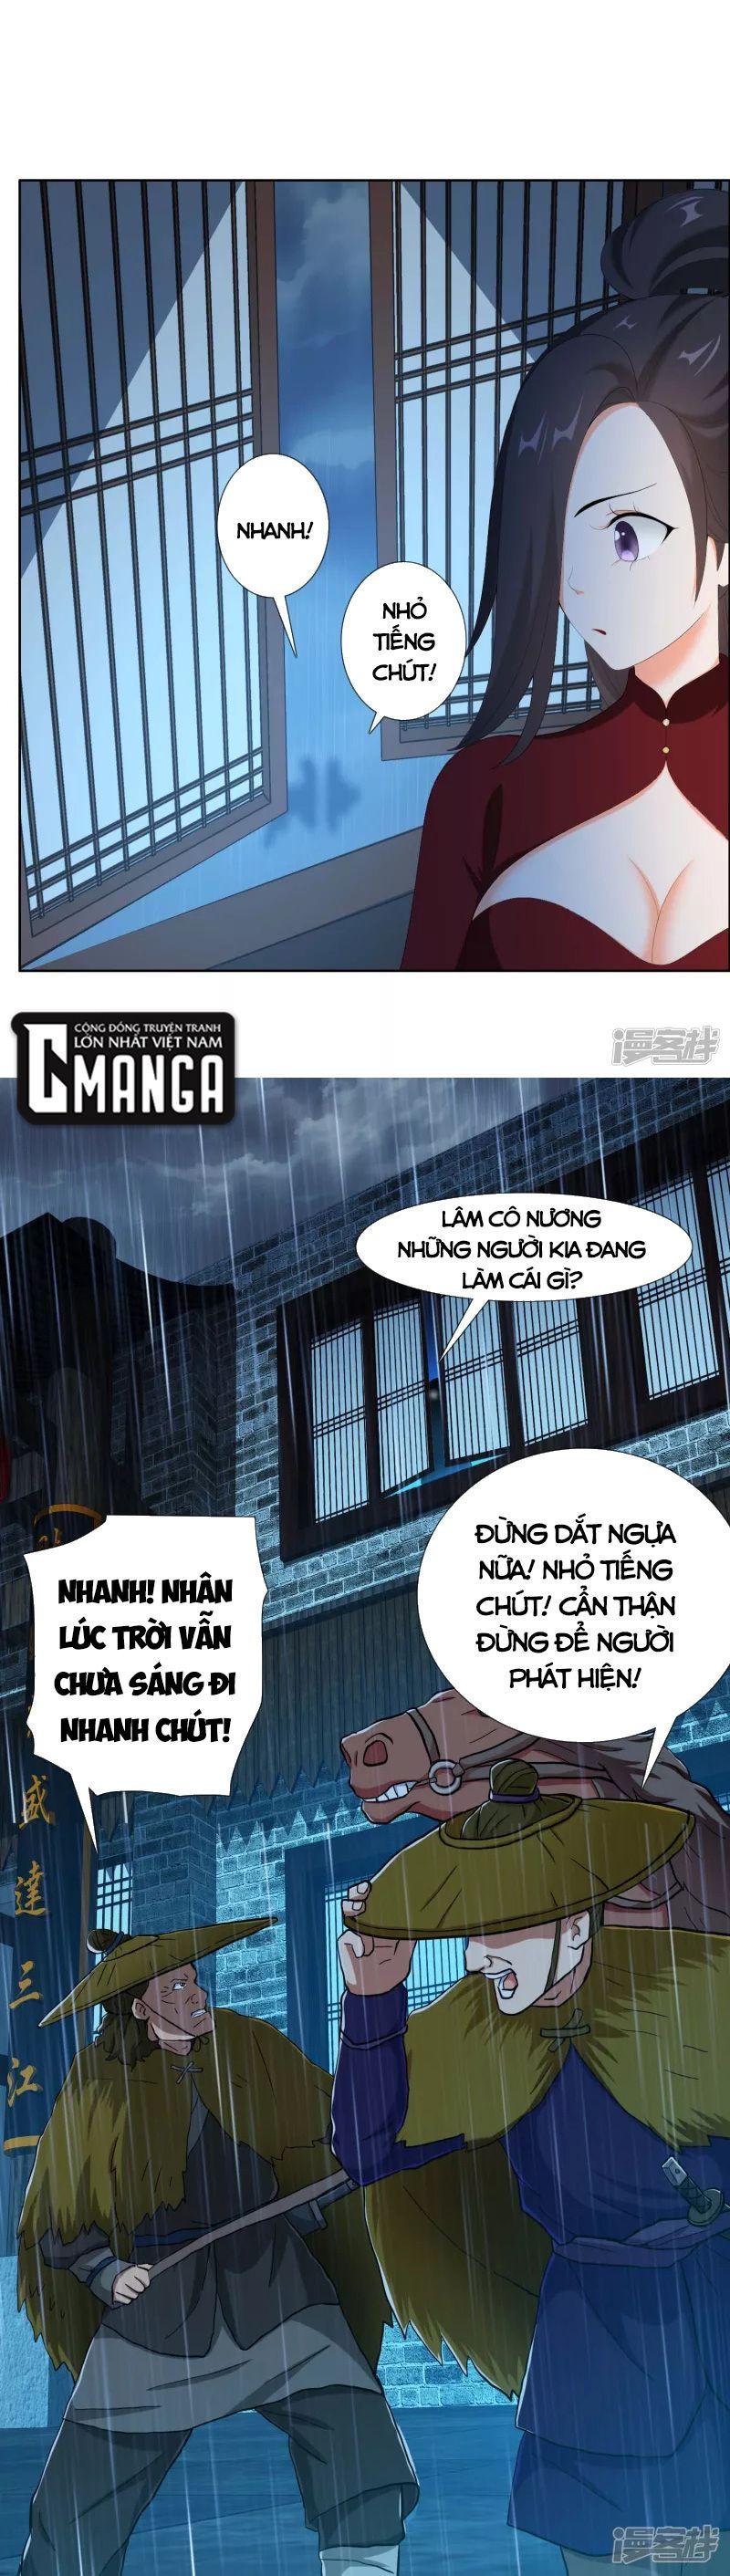 NHANH!
NHỎ
TIẾNG
CHÚT!
CỘNG ĐỒNG TRUYỆN TRANH
LỚN NHẤT VIỆT NAM
CMANGA
漫客栈
LÂM CÔ NƯƠNG
NHỮNG NGƯỜI KIA ĐANG
LÀM CÁI GÌ?
ĐỪNG DẮT NGỰA
NỮA! NHỎ TIẾNG
CHÚT! CẨN THẬN
ĐỪNG ĐỂ NGƯỜI
PHÁT HIỆN!
NHANH! NHÂN
LÚC TRỜI VẪN
CHƯA SÁNG ĐI
NHANH CHÚT!
盛
達
三
江
漫客栈